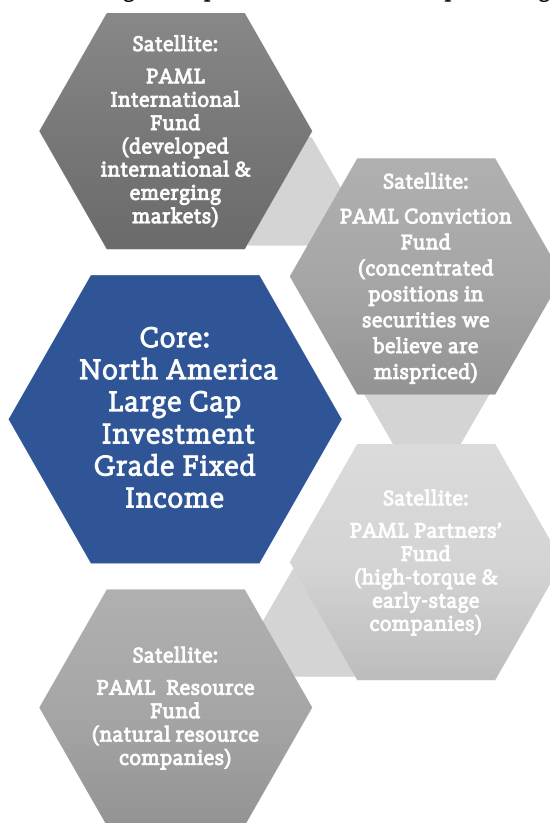 Satellite:
PAML
International
Fund
(developed
international &
emerging
markets)
Satellite:
PAML Conviction
Fund
(concentrated
positions in
securities we
believe are
mispriced)
Core:
North America
Large Cap
Investment
Grade Fixed
Income
Satellite:
PAML Partners’
Fund
(high-torque &
early-stage
companies)
Satellite:
PAML Resource
Fund
(natural resource
companies)